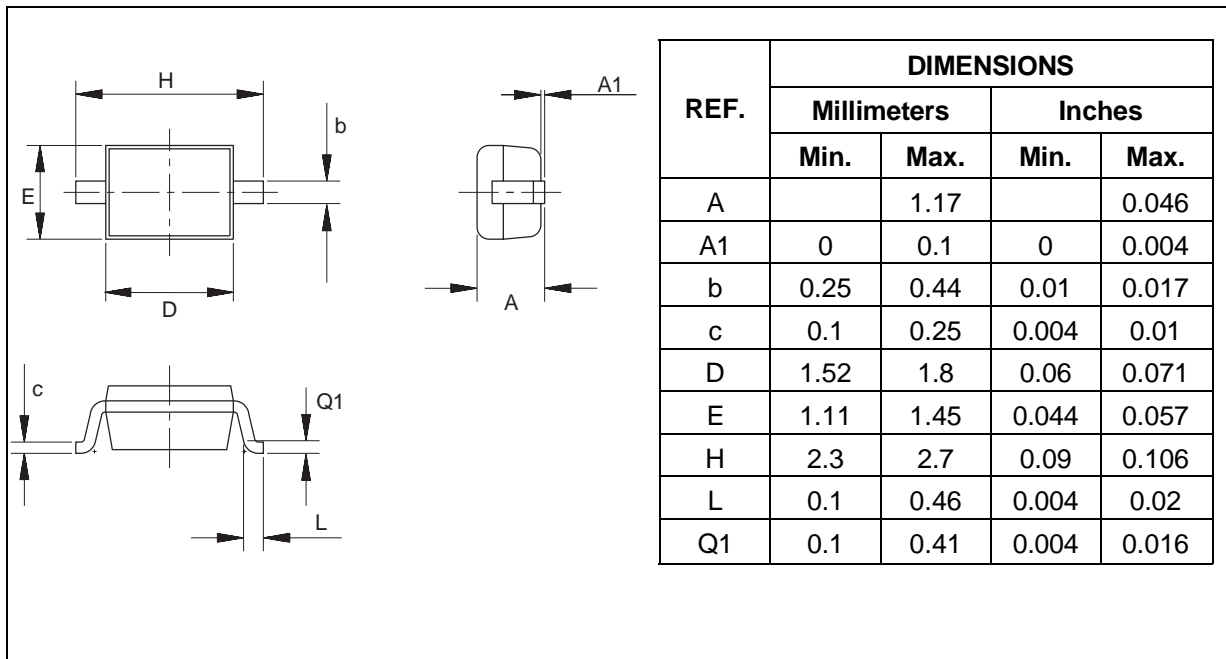 H
A1
b
E
D
A
c
Q1
L
REF. DIMENSIONS
Millimeters Inches
Min. Max. Min. Max.
A 1.17 0.046
A1 0 0.1 0 0.004
b 0.25 0.44 0.01 0.017
c 0.1 0.25 0.004 0.01
D 1.52 1.8 0.06 0.071
E 1.11 1.45 0.044 0.057
H 2.3 2.7 0.09 0.106
L 0.1 0.46 0.004 0.02
Q1 0.1 0.41 0.004 0.016